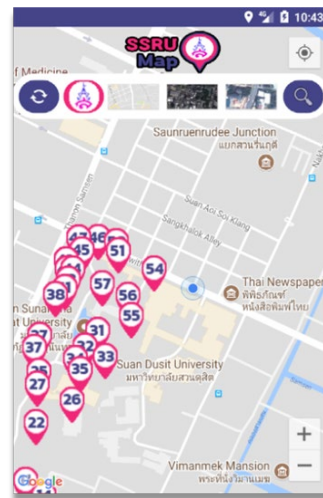 10:43
SSRU
Map
of Medicine
Saunruenrudee Junction
แยกสวนรื่นฤดี
Thanon Samsen
Suan Aoi Soi Klang
Sangkhalok Alley
46
45
51
54
57
38
56
55
Thai Newspaper
พิพิธภัณฑ์
หนังสือพิมพ์ไทย
31
37
32
33
35
Suan Dusit University
มหาวิทยาลัยสวนดุสิต
27
26
22
Vimanmek Mansion
พระที่นั่งวิมานเมฆ
Google
+
−